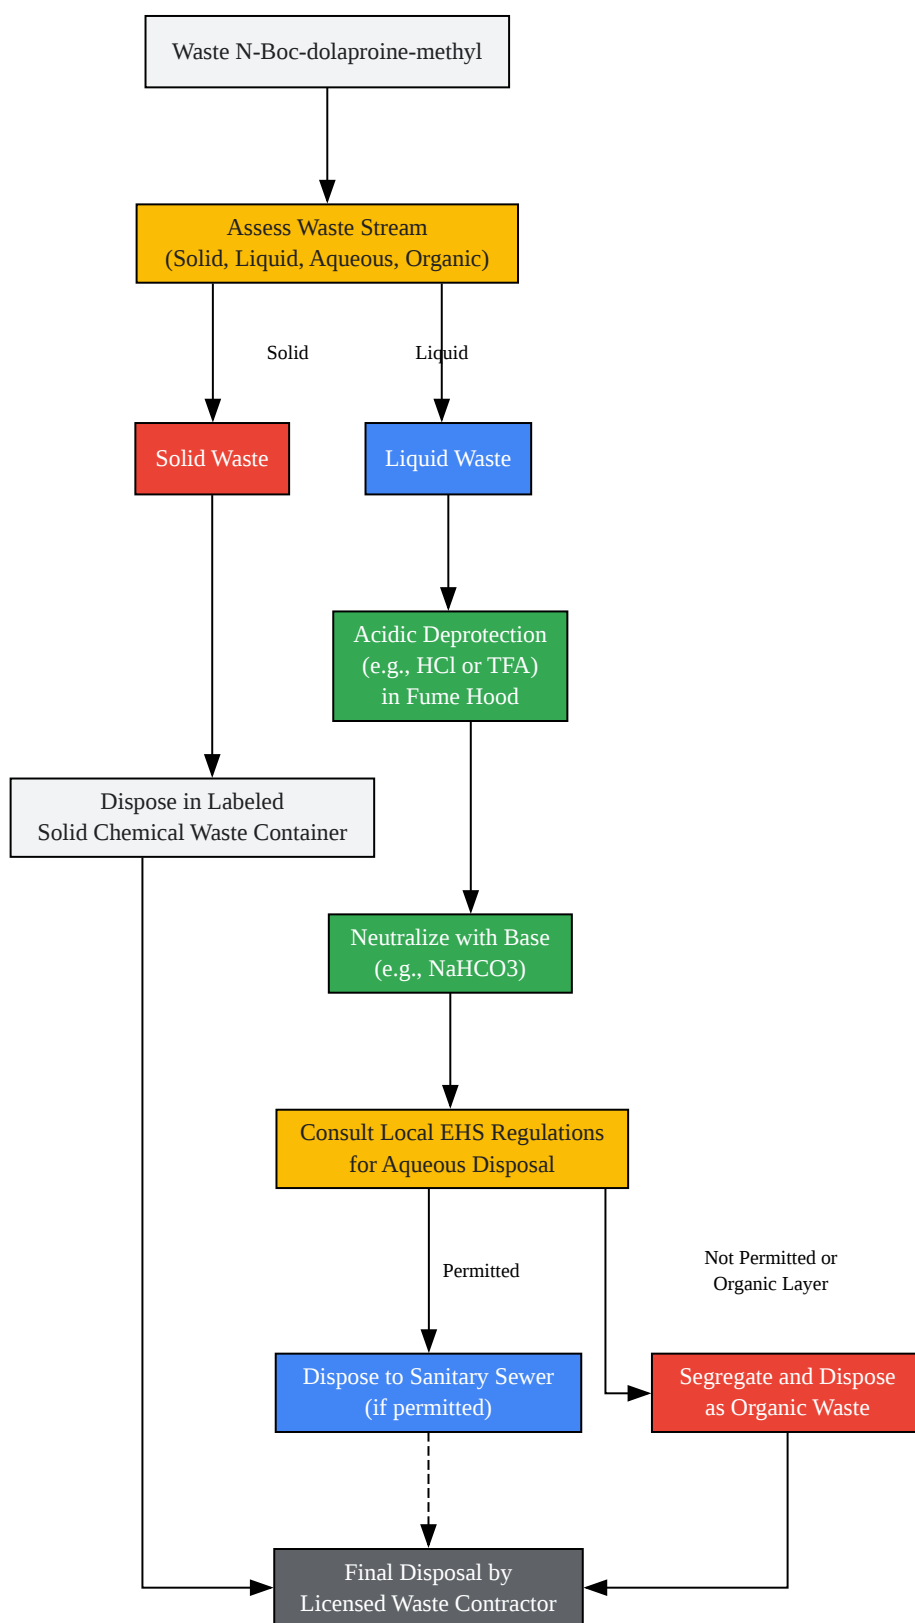 Waste N-Boc-dolaproine-methyl
Assess Waste Stream
(Solid, Liquid, Aqueous, Organic)
Solid
Liquid
Solid Waste
Liquid Waste
Acidic Deprotection
(e.g., HCl or TFA)
in Fume Hood
Dispose in Labeled
Solid Chemical Waste Container
Neutralize with Base
(e.g., NaHCO3)
Consult Local EHS Regulations
for Aqueous Disposal
Permitted
Not Permitted or
Organic Layer
Dispose to Sanitary Sewer
(if permitted)
Segregate and Dispose
as Organic Waste
Final Disposal by
Licensed Waste Contractor